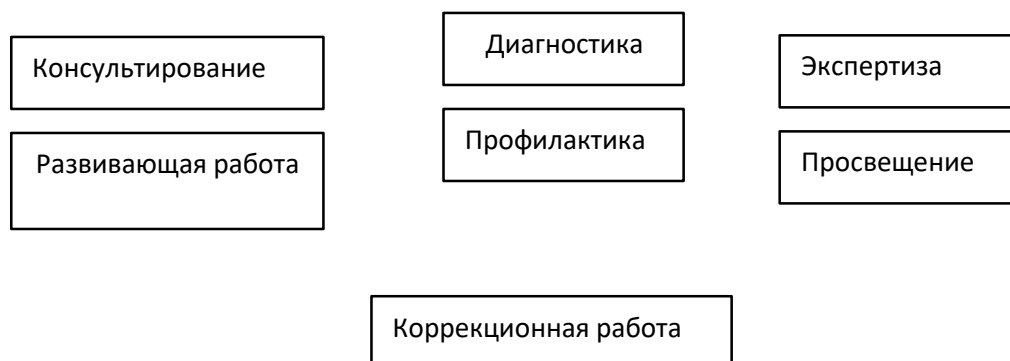 Диагностика
Консультирование
Экспертиза
Профилактика
Развивающая работа
Просвещение
Коррекционная работа